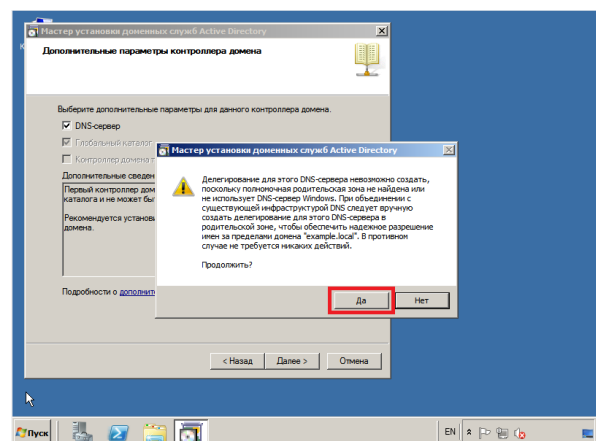 Мастер установки доменных служб Active Directory
Дополнительные параметры контроллера домена
Выберите дополнительные параметры для данного контроллера домена.
DNS-сервер
Глобальный каталог
Контроллер домена т
Дополнительные сведен
Первый контроллер дом
каталога и не может бы
Рекомендуется установ
домена.
Подробности о дополнит
< Назад
Далее >
Отмена
Мастер установки доменных служб Active Directory
Делегирование для этого DNS-сервера невозможно создать,
поскольку полномочная родительская зона не найдена или
не использует DNS-сервер Windows. При объединении с
существующей инфраструктурой DNS следует вручную
создать делегирование для этого DNS-сервера в
родительской зоне, чтобы обеспечить надежное разрешение
имен за пределами домена "example.local". В противном
случае не требуется никаких действий.
Продолжить?
Да
Нет
Пуск
EN